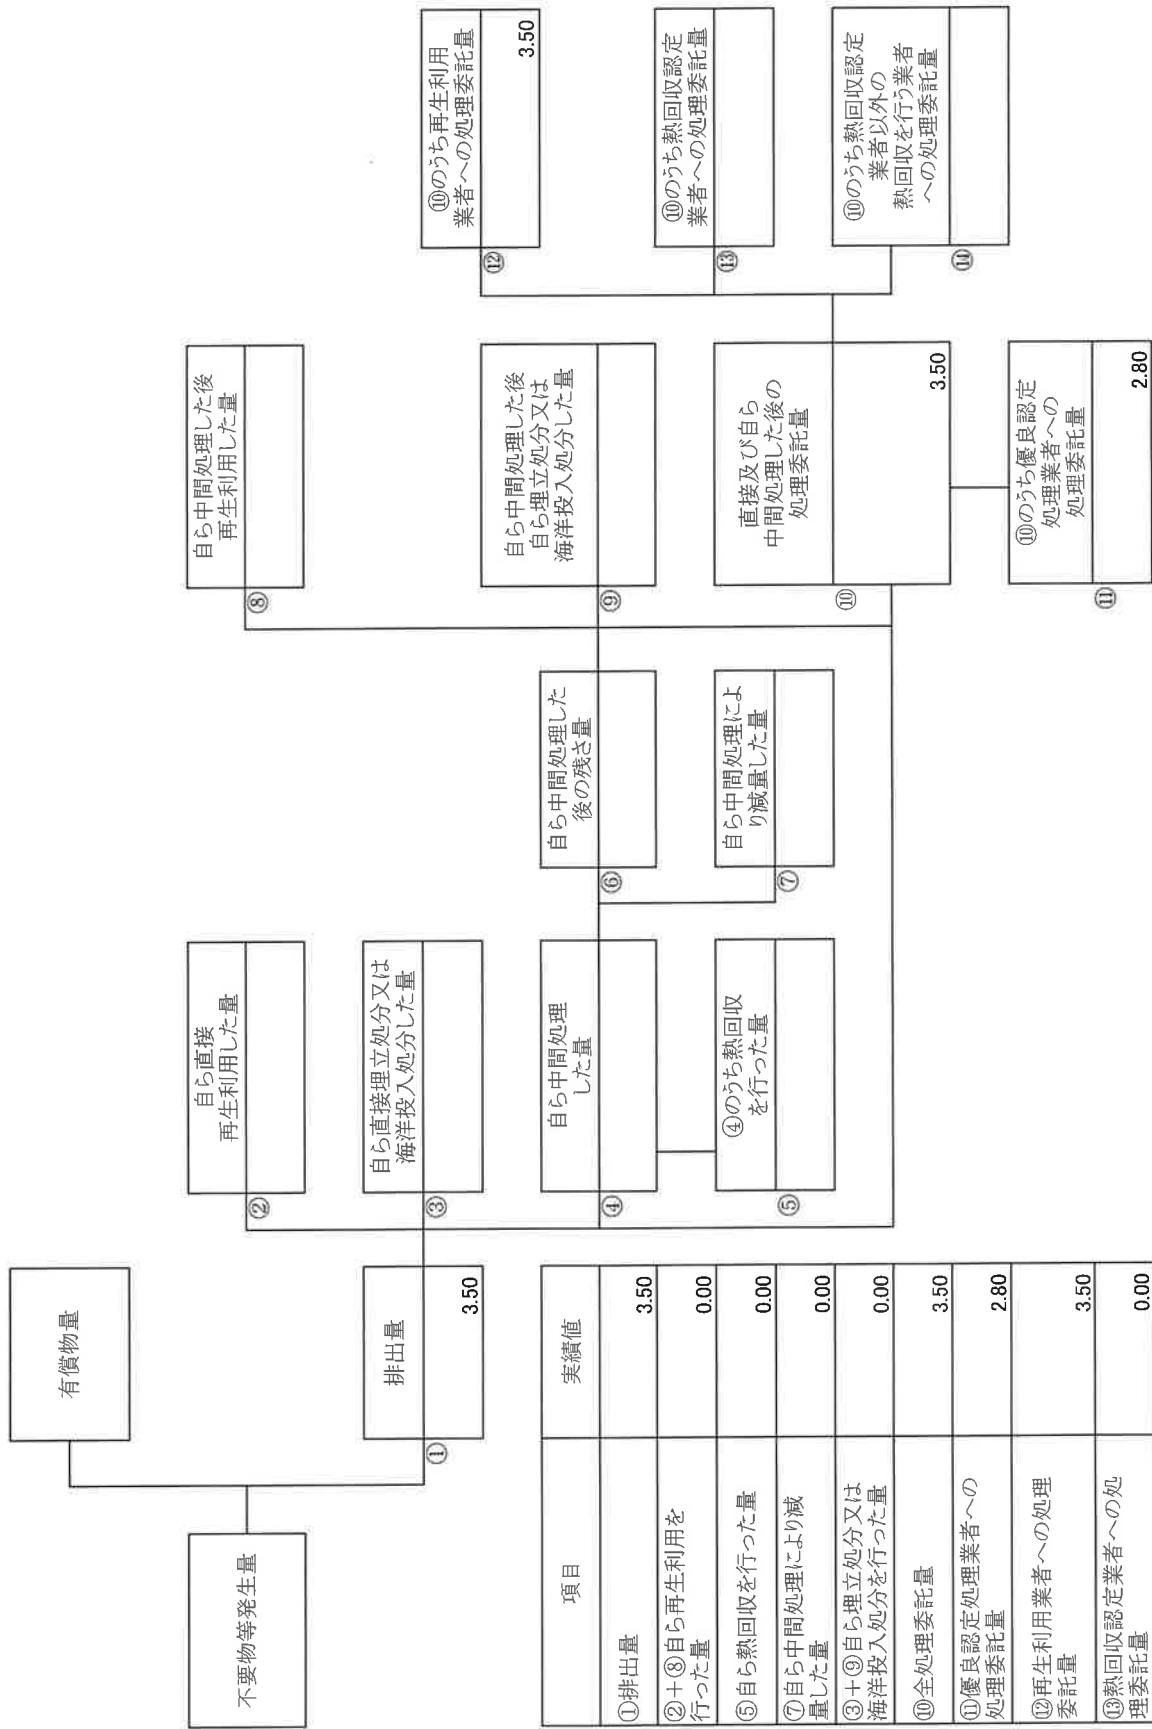 不要物等発生量
有償物量
①
排出量
3.50
②
自ら直接
再生利用した量
③
自ら直接埋立処分又は
海洋投入処分した量
④
自ら中間処理
した量
⑤
④のうち熱回収
を行った量
⑥
自ら中間処理した
後の残さ量
⑦
自ら中間処理によ
り減量した量
⑧
自ら中間処理した後
再生利用した量
⑨
自ら中間処理した後
自ら埋立処分又は
海洋投入処分した量
⑩
直接及び自ら
中間処理した後の
処理委託量
3.50
⑪
⑩のうち優良認定
処理業者への
処理委託量
2.80
⑫
⑩のうち再生利用
業者への処理委託量
3.50
⑬
⑩のうち熱回収認定
業者への処理委託量
⑭
⑩のうち熱回収認定
業者以外の
熱回収を行う業者
への処理委託量
項目 実績値
①排出量 3.50
②+⑧自ら再生利用を
行った量 0.00
⑤自ら熱回収を行った量 0.00
⑦自ら中間処理により減
量した量 0.00
③+⑨自ら埋立処分又は
海洋投入処分を行った量 0.00
⑩全処理委託量 3.50
⑪優良認定処理業者への
処理委託量 2.80
⑫再生利用業者への処理
委託量 3.50
⑬熱回収認定業者への処
理委託量 0.00